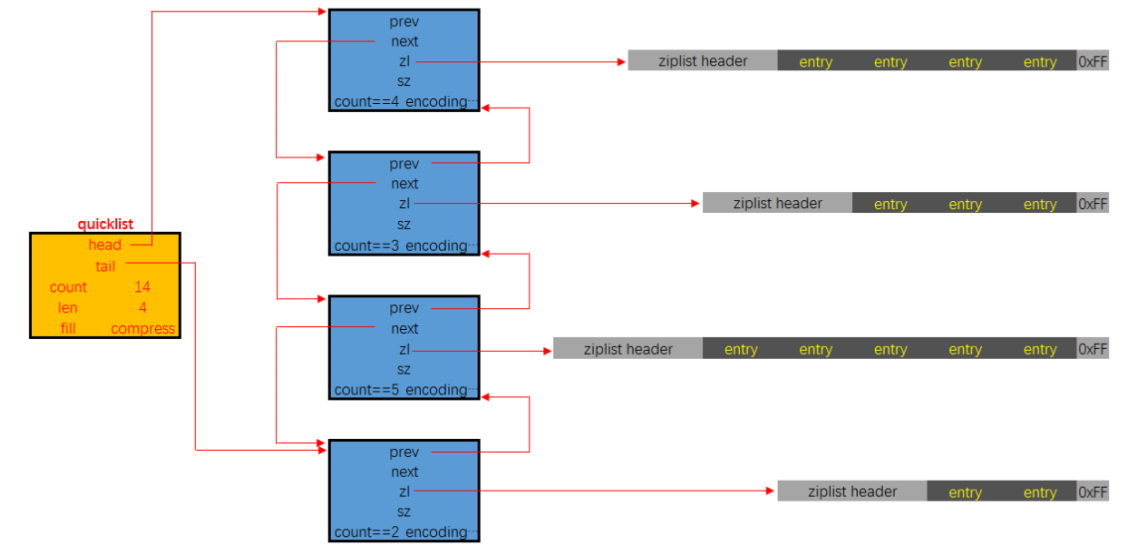 prev
next
zl
sz
count==4 encoding...
ziplist header entry entry entry entry 0xFF
prev
next
zl
sz
count==3 encoding...
ziplist header entry entry entry 0xFF
quicklist
head
tail
count 14
len 4
fill compress
prev
next
zl
sz
count==5 encoding...
ziplist header entry entry entry entry entry 0xFF
prev
next
zl
sz
count==2 encoding...
ziplist header entry entry 0xFF